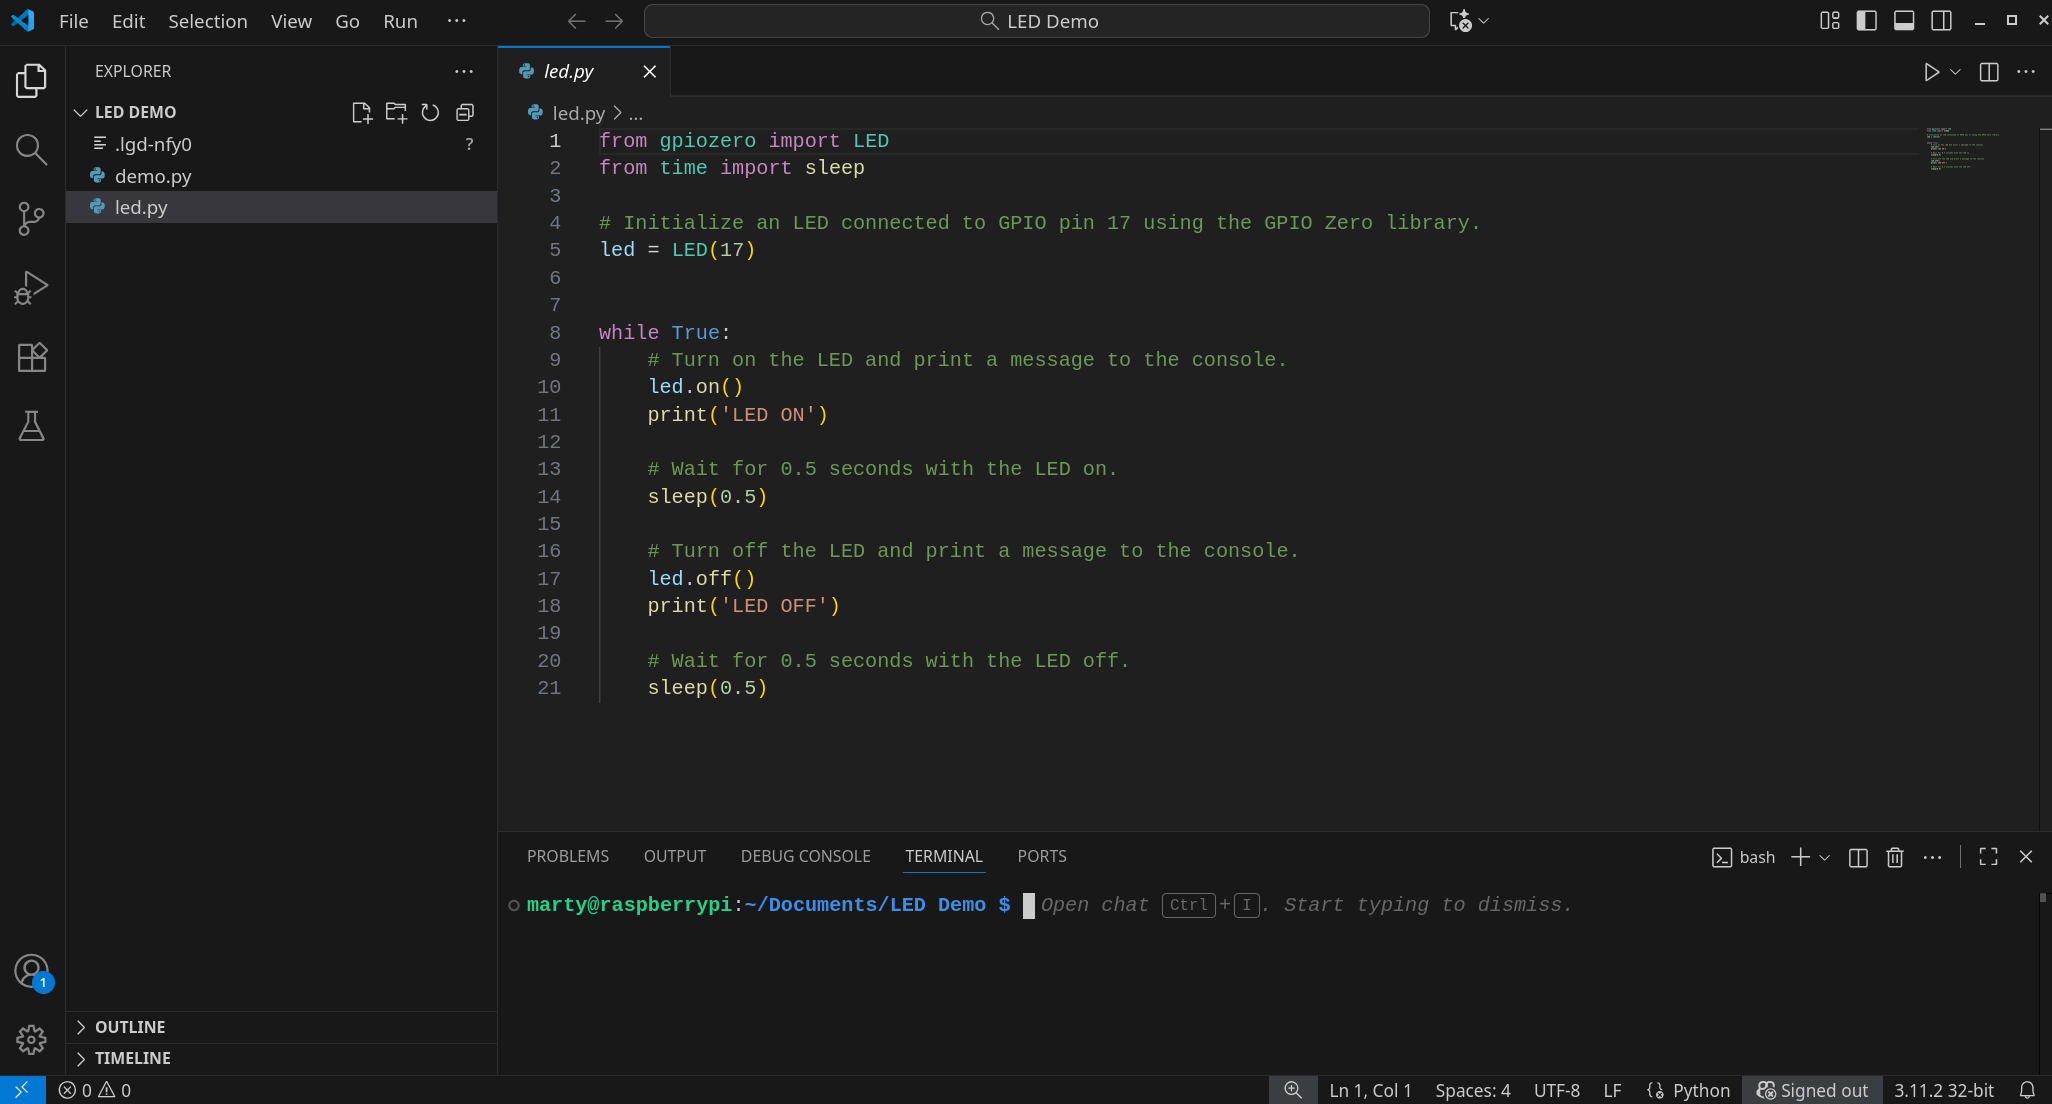 File Edit Selection View Go Run ··· LED Demo
EXPLORER ···
LED DEMO
.lgd-nfy0 ?
demo.py
led.py
led.py
led.py > ...
1 from gpiozero import LED
2 from time import sleep
3
4 # Initialize an LED connected to GPIO pin 17 using the GPIO Zero library.
5 led = LED(17)
6
7
8 while True:
9 # Turn on the LED and print a message to the console.
10 led.on()
11 print('LED ON')
12
13 # Wait for 0.5 seconds with the LED on.
14 sleep(0.5)
15
16 # Turn off the LED and print a message to the console.
17 led.off()
18 print('LED OFF')
19
20 # Wait for 0.5 seconds with the LED off.
21 sleep(0.5)
PROBLEMS OUTPUT DEBUG CONSOLE TERMINAL PORTS bash
marty@raspberrypi:~/Documents/LED Demo $ Open chat Ctrl+I. Start typing to dismiss.
1
OUTLINE
TIMELINE
0 0 Ln 1, Col 1 Spaces: 4 UTF-8 LF Python Signed out 3.11.2 32-bit